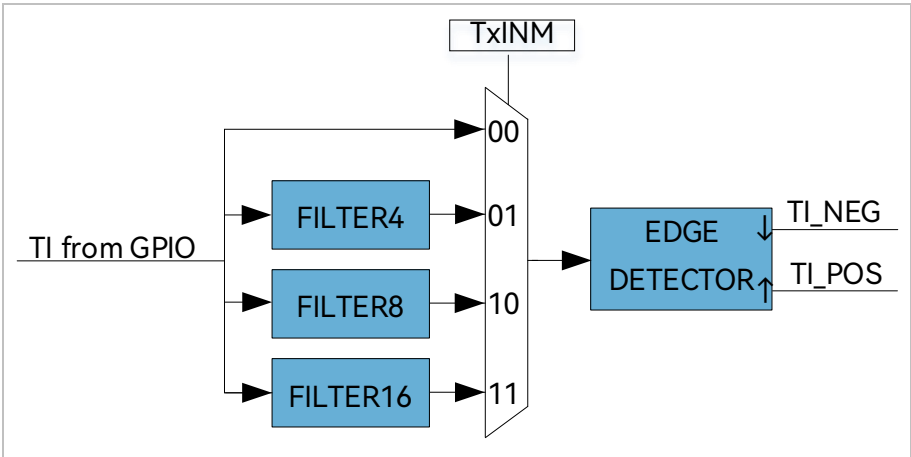 TxINM
00
FILTER4
01
TI from GPIO
FILTER8
10
FILTER16
11
EDGE
DETECTOR
↓
↑
TI_NEG
TI_POS